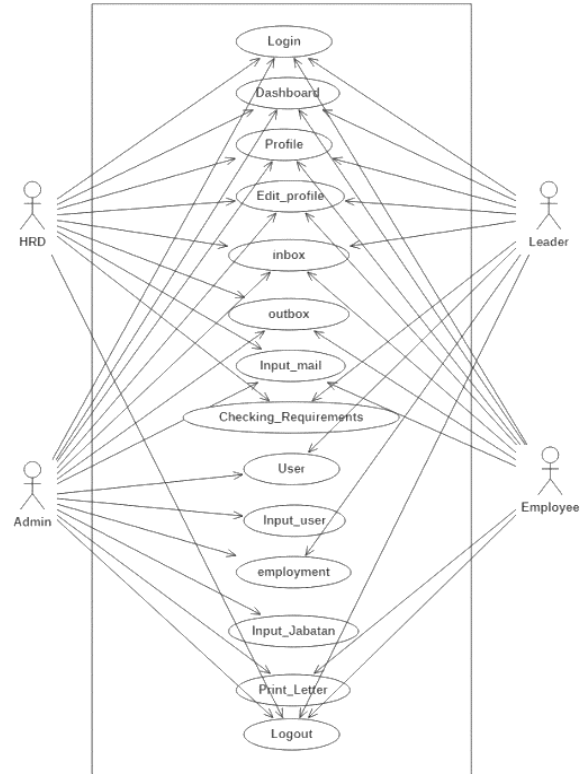 Login
Dashboard
Profile
Edit_profile
HRD
Leader
inbox
outbox
Input_mail
Checking_Requirements
User
Admin
Employee
Input_user
employment
Input_Jabatan
Print_Letter
Logout